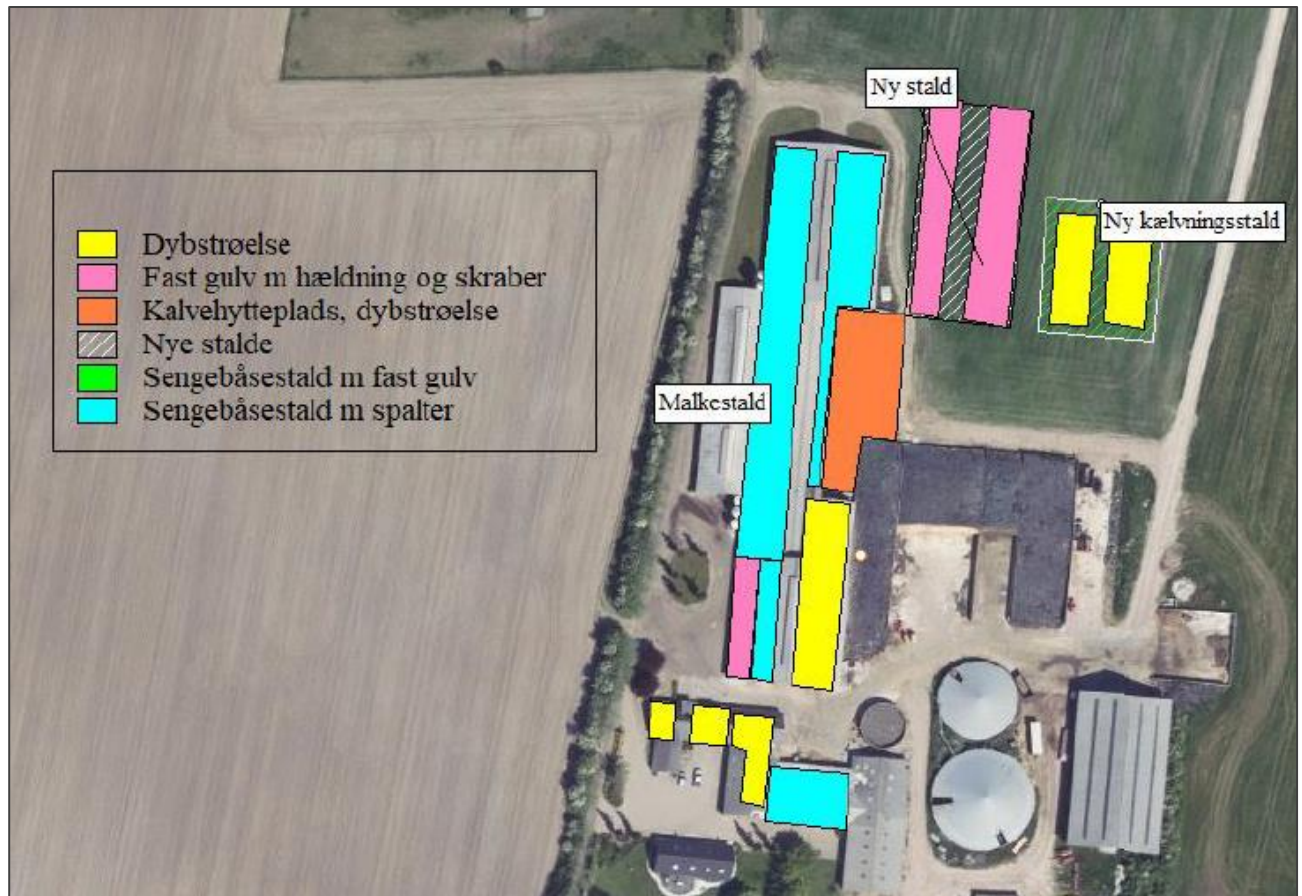 Ny stald
Ny kælvningsstald
Dybstrøelse
Fast gulv m hældning og skraber
Kalvehytteplads, dybstrøelse
Nye stalde
Sengebåsestald m fast gulv
Sengebåsestald m spalter
Malkestald